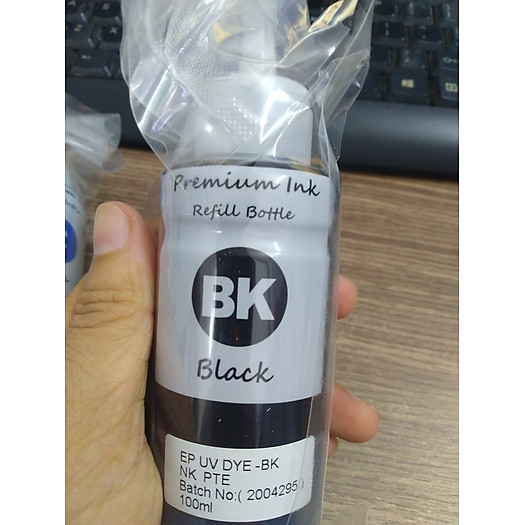 Premium Ink
Refill Bottle
BK
Black
EP UV DYE -BK
NK PTE
Batch No:( 2004295 )
100ml